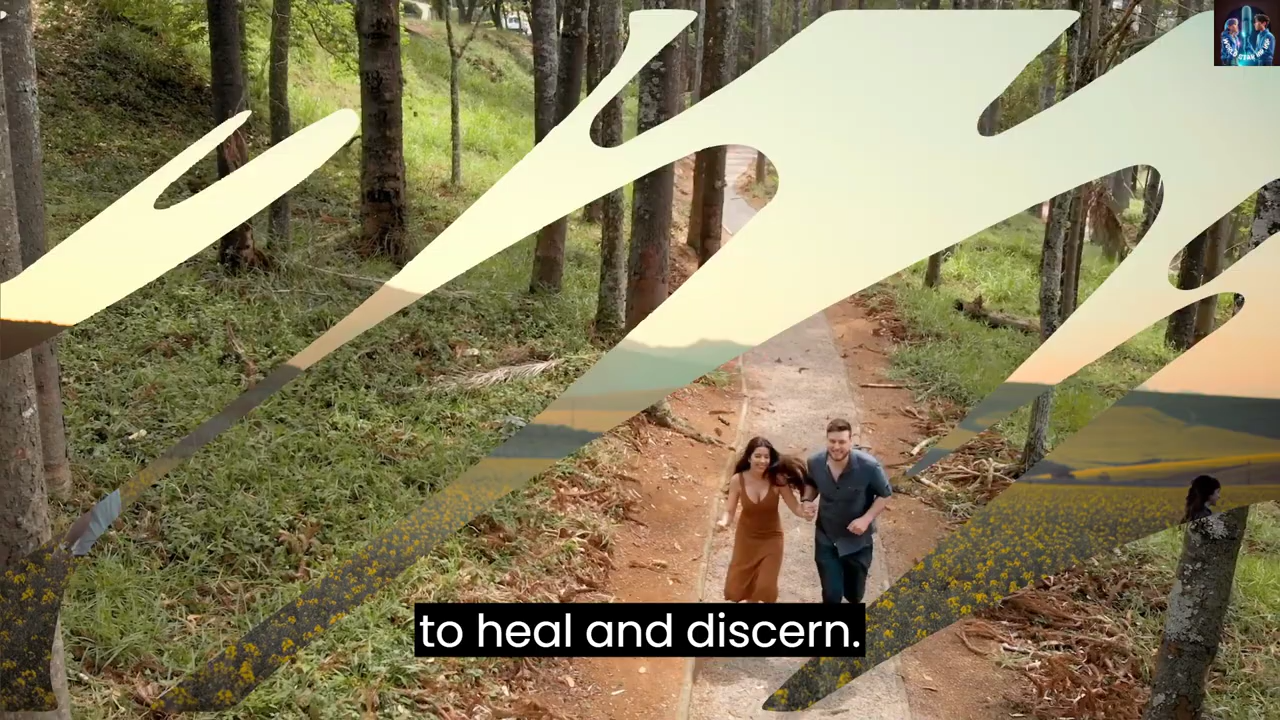 to heal and discern.